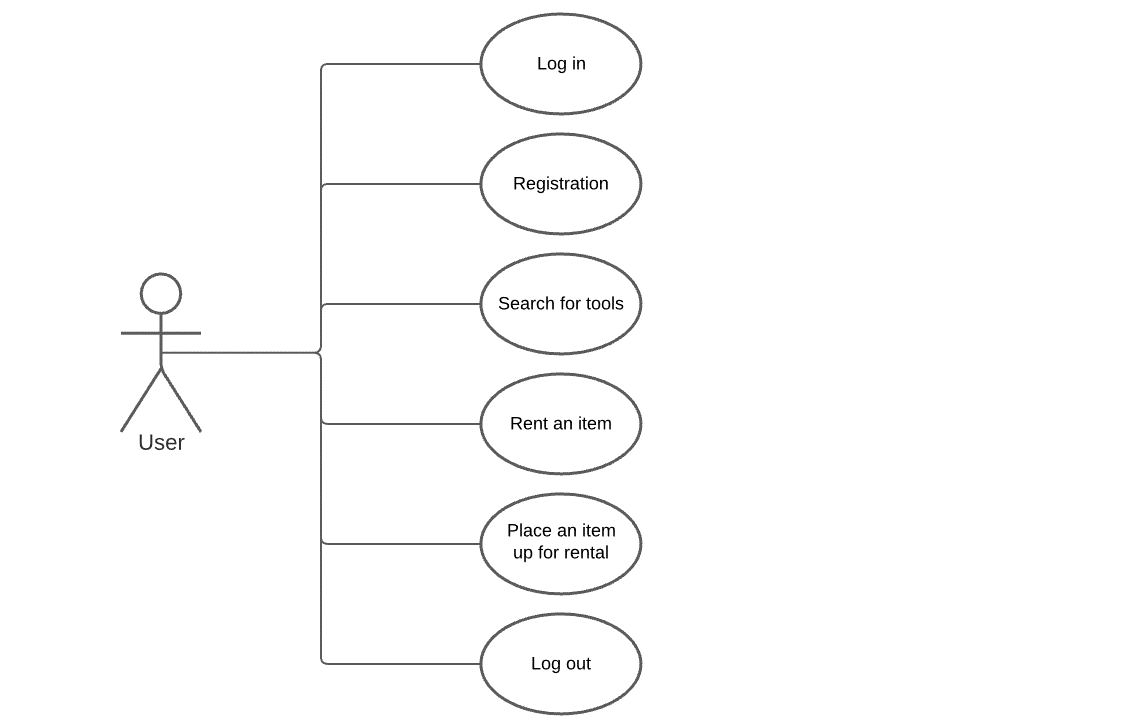 Log in
Registration
Search for tools
User
Rent an item
Place an item
up for rental
Log out